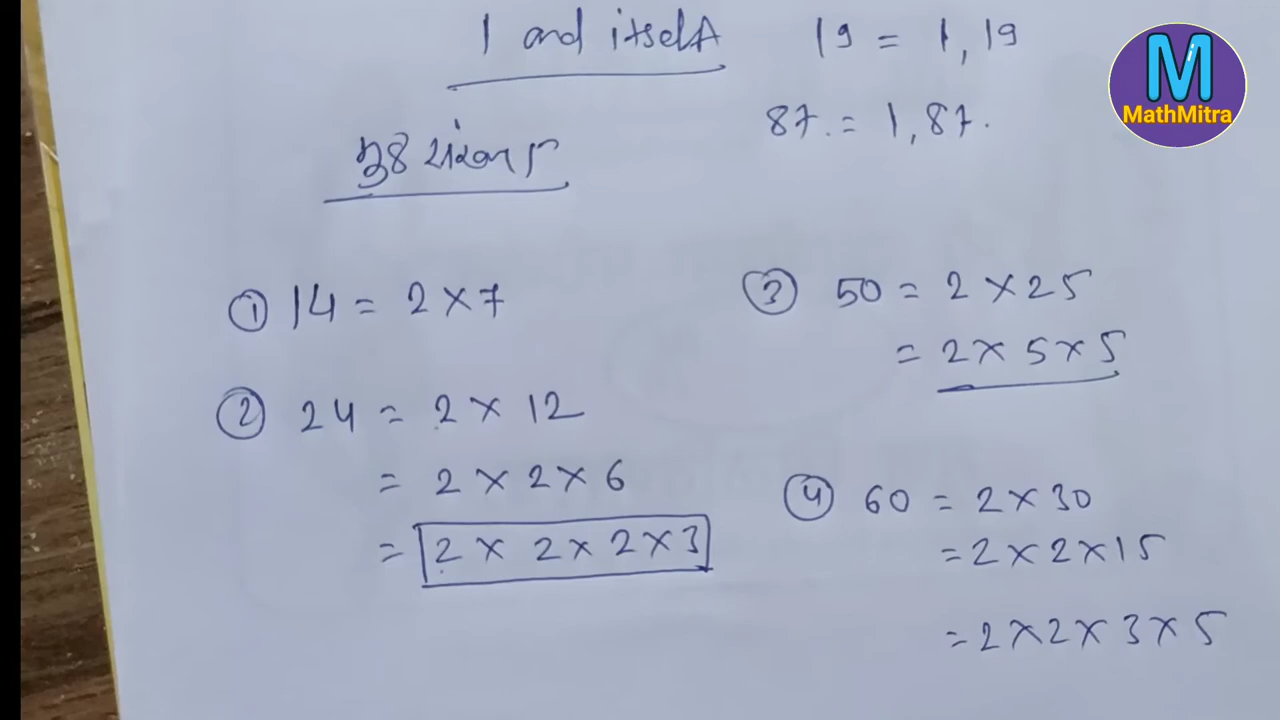 1 and itself
19 = 1, 19
87. = 1, 87.
① 14 = 2 × 7
② 24 = 2 × 12
= 2 × 2 × 6
= 2 × 2 × 2 × 3
③ 50 = 2 × 25
= 2 × 5 × 5
④ 60 = 2 × 30
= 2 × 2 × 15
= 2 × 2 × 3 × 5
M
MathMitra